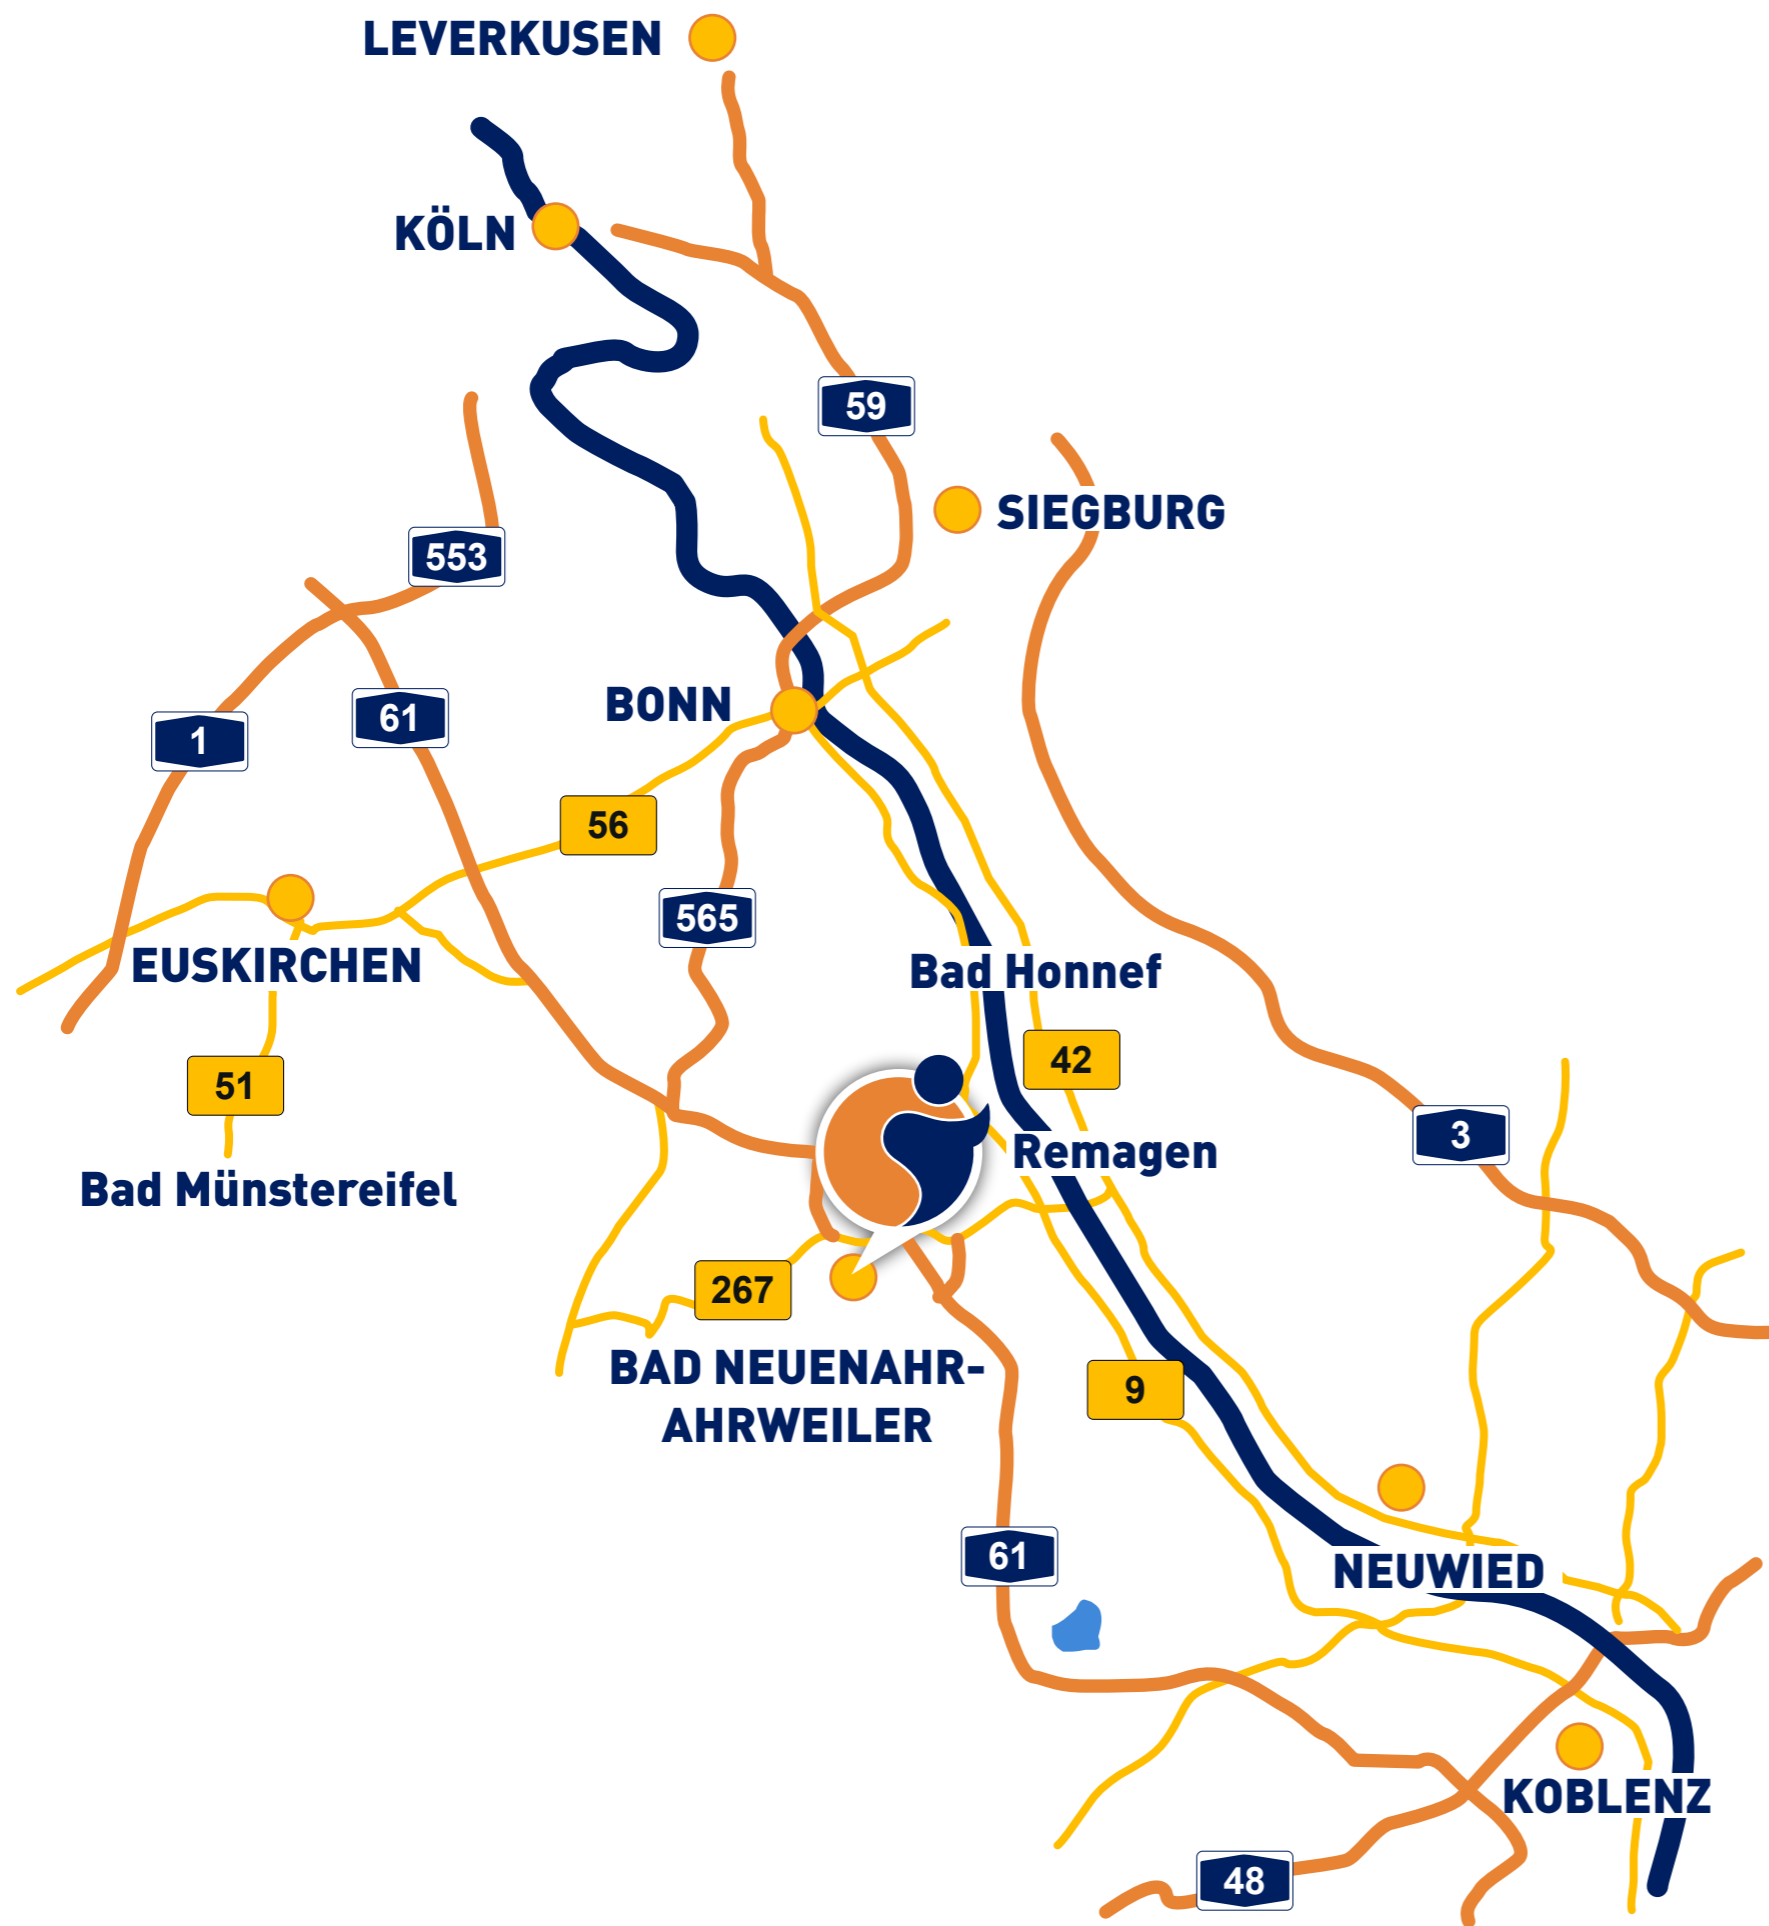 LEVERKUSEN
KÖLN
59
SIEGBURG
553
BONN
61
1
56
565
EUSKIRCHEN
Bad Honnef
42
51
3
Remagen
Bad Münstereifel
267
BAD NEUENAHR-
AHRWEILER
9
61
NEUWIED
KOBLENZ
48